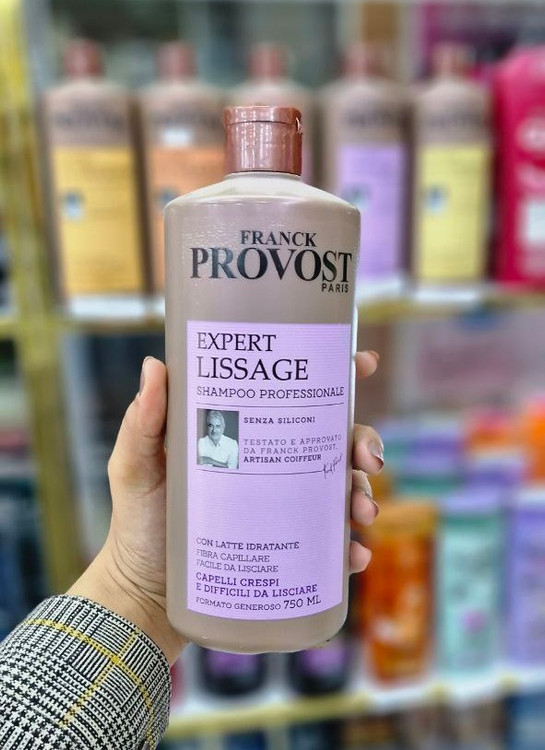 FRANCK
PROVOST
PARIS
EXPERT
LISSAGE
SHAMPOO PROFESSIONALE
SENZA SILICONI
TESTATO E APPROVATO
DA FRANCK PROVOST,
ARTISAN COIFFEUR
CON LATTE IDRATANTE
FIBRA CAPILLARE
FACILE DA LISCIARE
CAPELLI CRESPI
E DIFFICILI DA LISCIARE
FORMATO GENEROSO 750 ML
PROVOST